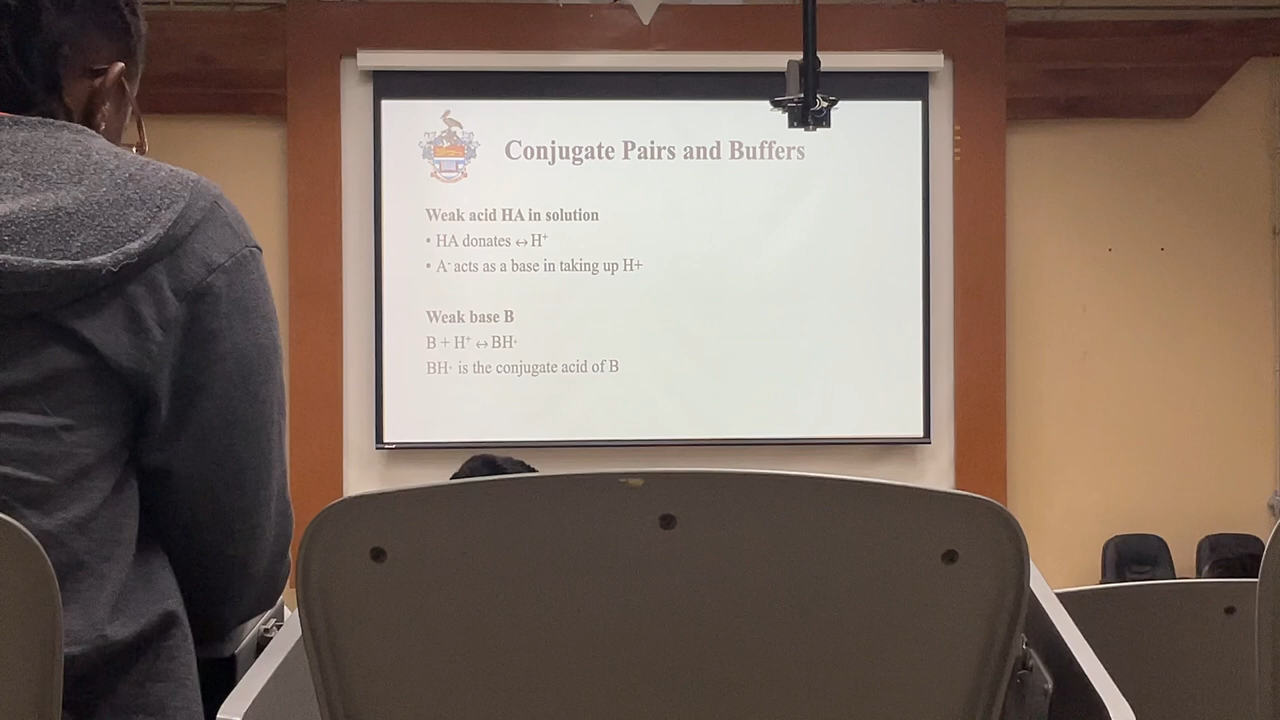 Conjugate Pairs and Buffers
Weak acid HA in solution
• HA donates ↔ H⁺
• A⁻ acts as a base in taking up H+
Weak base B
B + H⁺ ↔ BH⁺
BH⁺ is the conjugate acid of B